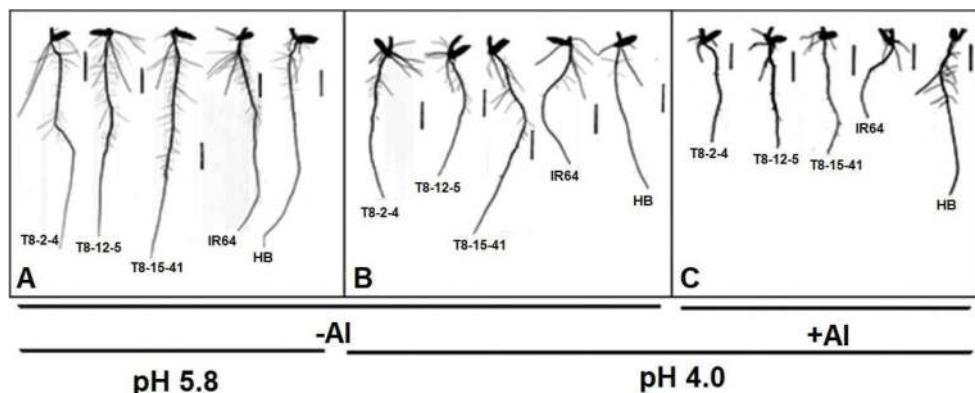 T8-2-4
T8-12-5
T8-15-41
IR64
HB
A
T8-2-4
T8-12-5
T8-15-41
IR64
HB
B
T8-2-4
T8-12-5
T8-15-41
IR64
HB
C
-Al
+Al
pH 5.8
pH 4.0